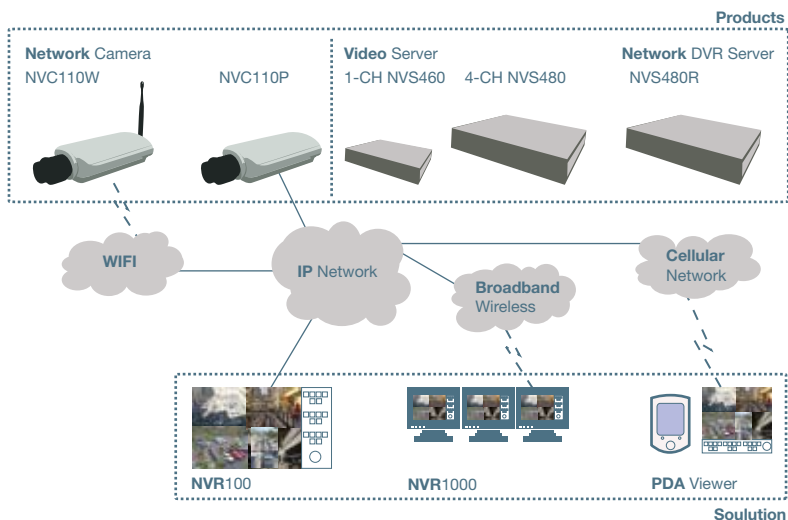 Products
Network Camera
NVC110W
NVC110P
Video Server
1-CH NVS460
4-CH NVS480
Network DVR Server
NVS480R
WIFI
IP Network
Broadband
Wireless
Cellular
Network
NVR100
NVR1000
PDA Viewer
Soulution